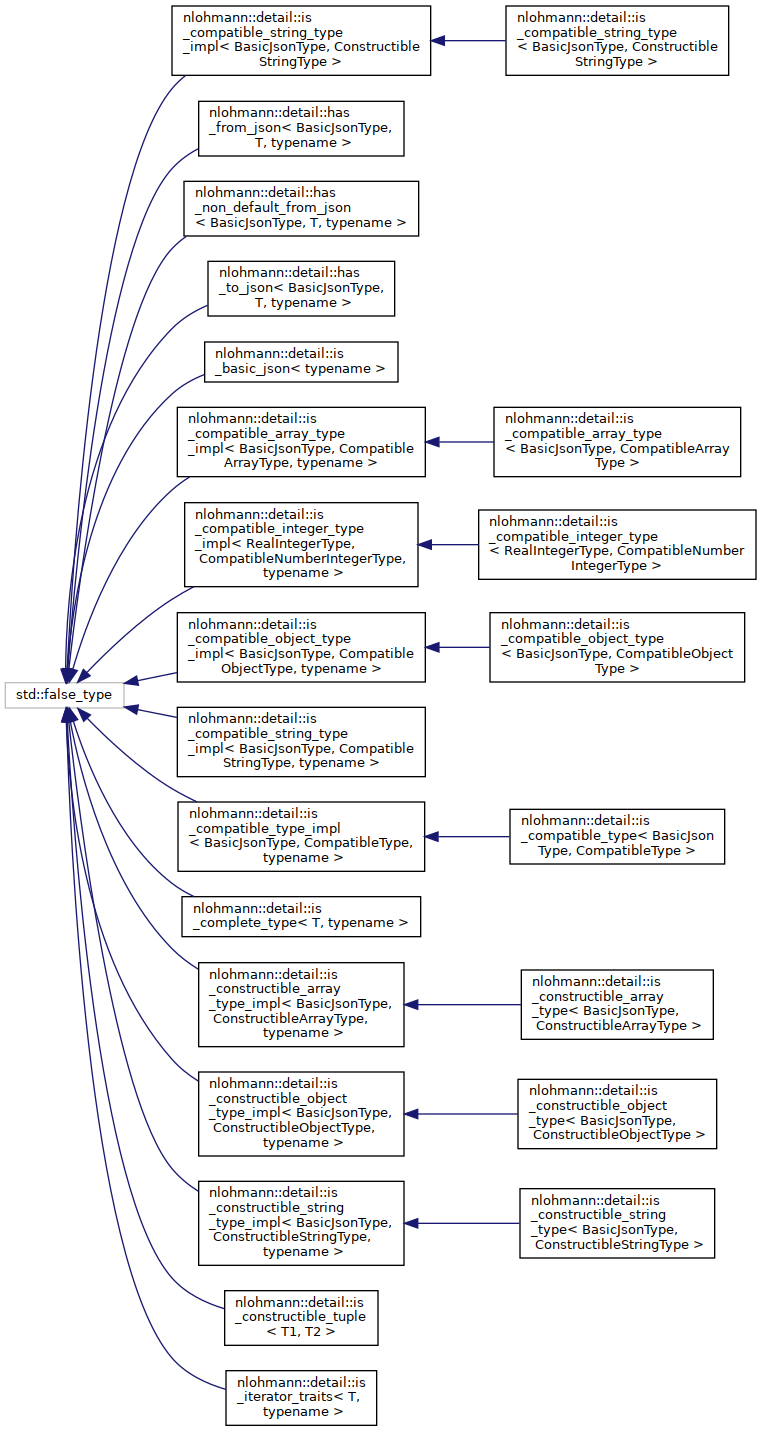 nlohmann::detail::is
_compatible_string_type
_impl< BasicJsonType, Constructible
StringType >
nlohmann::detail::is
_compatible_string_type
< BasicJsonType, Constructible
StringType >
nlohmann::detail::has
_from_json< BasicJsonType,
T, typename >
nlohmann::detail::has
_non_default_from_json
< BasicJsonType, T, typename >
nlohmann::detail::has
_to_json< BasicJsonType,
T, typename >
nlohmann::detail::is
_basic_json< typename >
nlohmann::detail::is
_compatible_array_type
_impl< BasicJsonType, Compatible
ArrayType, typename >
nlohmann::detail::is
_compatible_array_type
< BasicJsonType, CompatibleArray
Type >
nlohmann::detail::is
_compatible_integer_type
_impl< RealIntegerType,
CompatibleNumberIntegerType,
typename >
nlohmann::detail::is
_compatible_integer_type
< RealIntegerType, CompatibleNumber
IntegerType >
nlohmann::detail::is
_compatible_object_type
_impl< BasicJsonType, Compatible
ObjectType, typename >
nlohmann::detail::is
_compatible_object_type
< BasicJsonType, CompatibleObject
Type >
std::false_type
nlohmann::detail::is
_compatible_string_type
_impl< BasicJsonType, Compatible
StringType, typename >
nlohmann::detail::is
_compatible_type_impl
< BasicJsonType, CompatibleType,
typename >
nlohmann::detail::is
_compatible_type< BasicJson
Type, CompatibleType >
nlohmann::detail::is
_complete_type< T, typename >
nlohmann::detail::is
_constructible_array
_type_impl< BasicJsonType,
ConstructibleArrayType,
typename >
nlohmann::detail::is
_constructible_array
_type< BasicJsonType,
ConstructibleArrayType >
nlohmann::detail::is
_constructible_object
_type_impl< BasicJsonType,
ConstructibleObjectType,
typename >
nlohmann::detail::is
_constructible_object
_type< BasicJsonType,
ConstructibleObjectType >
nlohmann::detail::is
_constructible_string
_type_impl< BasicJsonType,
ConstructibleStringType,
typename >
nlohmann::detail::is
_constructible_string
_type< BasicJsonType,
ConstructibleStringType >
nlohmann::detail::is
_constructible_tuple
< T1, T2 >
nlohmann::detail::is
_iterator_traits< T,
typename >